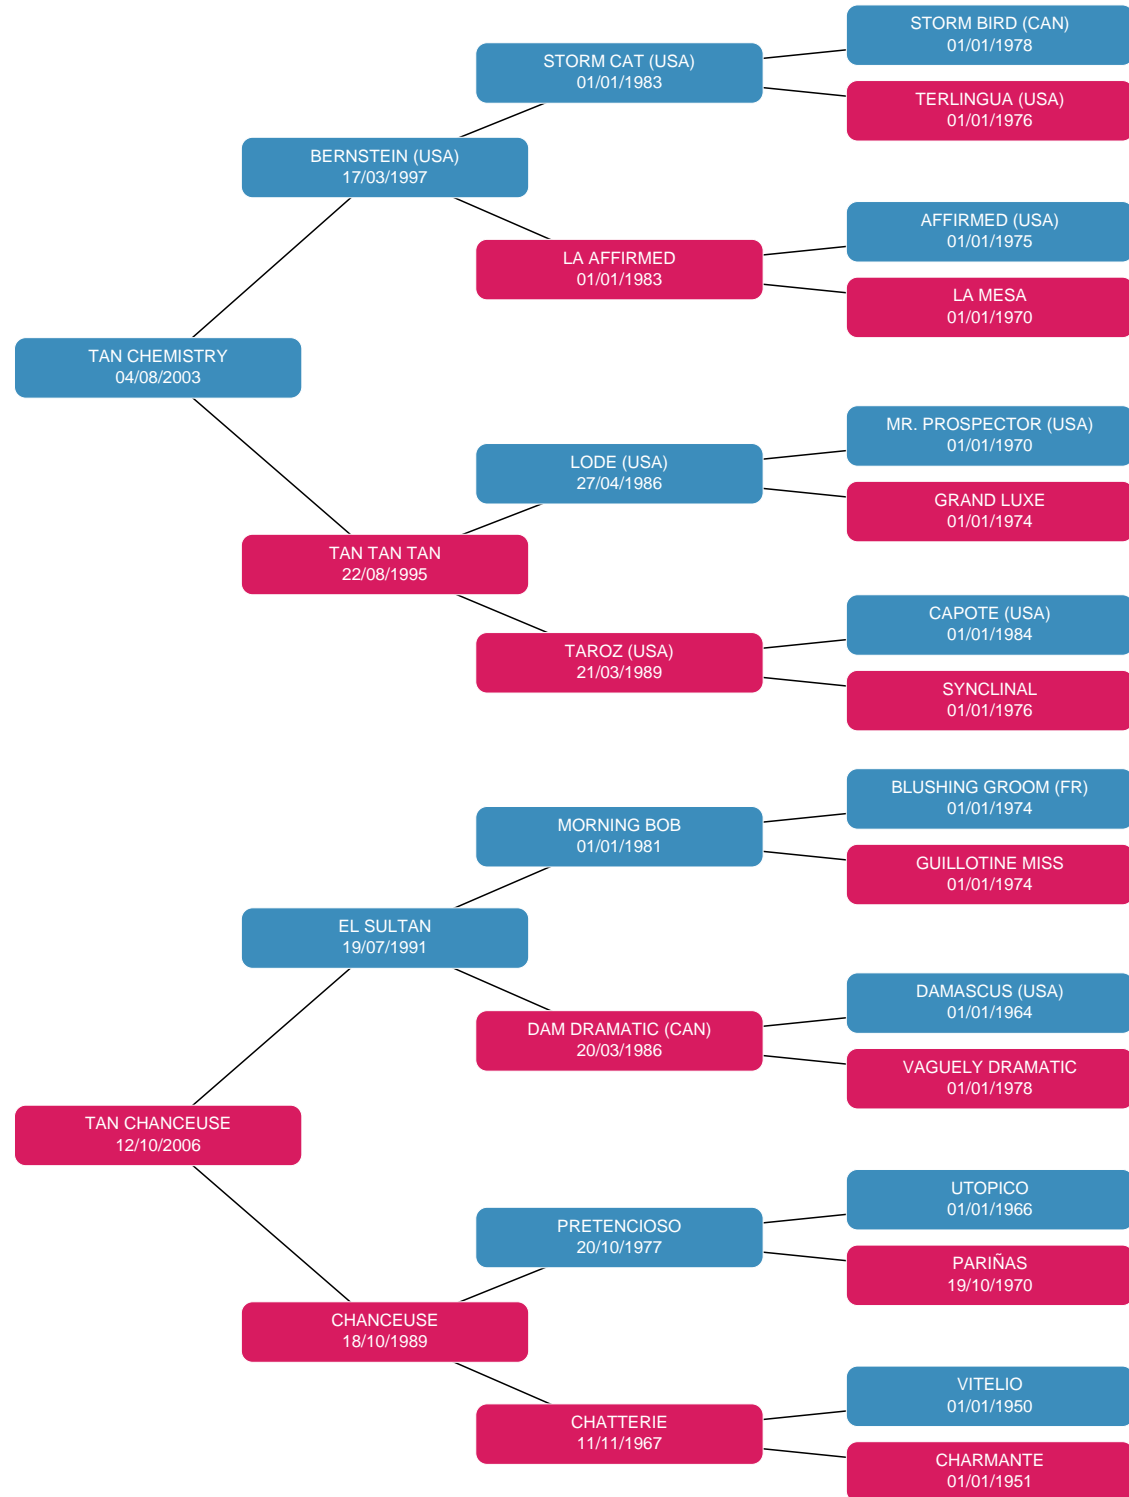 STORM BIRD (CAN)
01/01/1978
STORM CAT (USA)
01/01/1983
TERLINGUA (USA)
01/01/1976
BERNSTEIN (USA)
17/03/1997
AFFIRMED (USA)
01/01/1975
LA AFFIRMED
01/01/1983
LA MESA
01/01/1970
TAN CHEMISTRY
04/08/2003
MR. PROSPECTOR (USA)
01/01/1970
LODE (USA)
27/04/1986
GRAND LUXE
01/01/1974
TAN TAN TAN
22/08/1995
CAPOTE (USA)
01/01/1984
TAROZ (USA)
21/03/1989
SYNCLINAL
01/01/1976
BLUSHING GROOM (FR)
01/01/1974
MORNING BOB
01/01/1981
GUILLOTINE MISS
01/01/1974
EL SULTAN
19/07/1991
DAMASCUS (USA)
01/01/1964
DAM DRAMATIC (CAN)
20/03/1986
VAGUELY DRAMATIC
01/01/1978
TAN CHANCEUSE
12/10/2006
UTOPICO
01/01/1966
PRETENCIOSO
20/10/1977
PARIÑAS
19/10/1970
CHANCEUSE
18/10/1989
VITELIO
01/01/1950
CHATTERIE
11/11/1967
CHARMANTE
01/01/1951